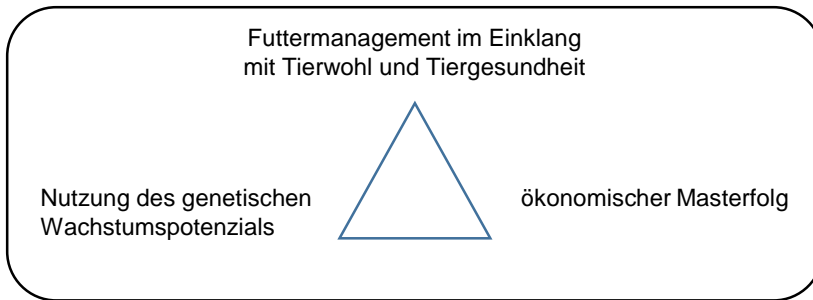 Futtermanagement im Einklang
mit Tierwohl und Tiergesundheit
Nutzung des genetischen
Wachstumspotenzials
ökonomischer Masterfolg